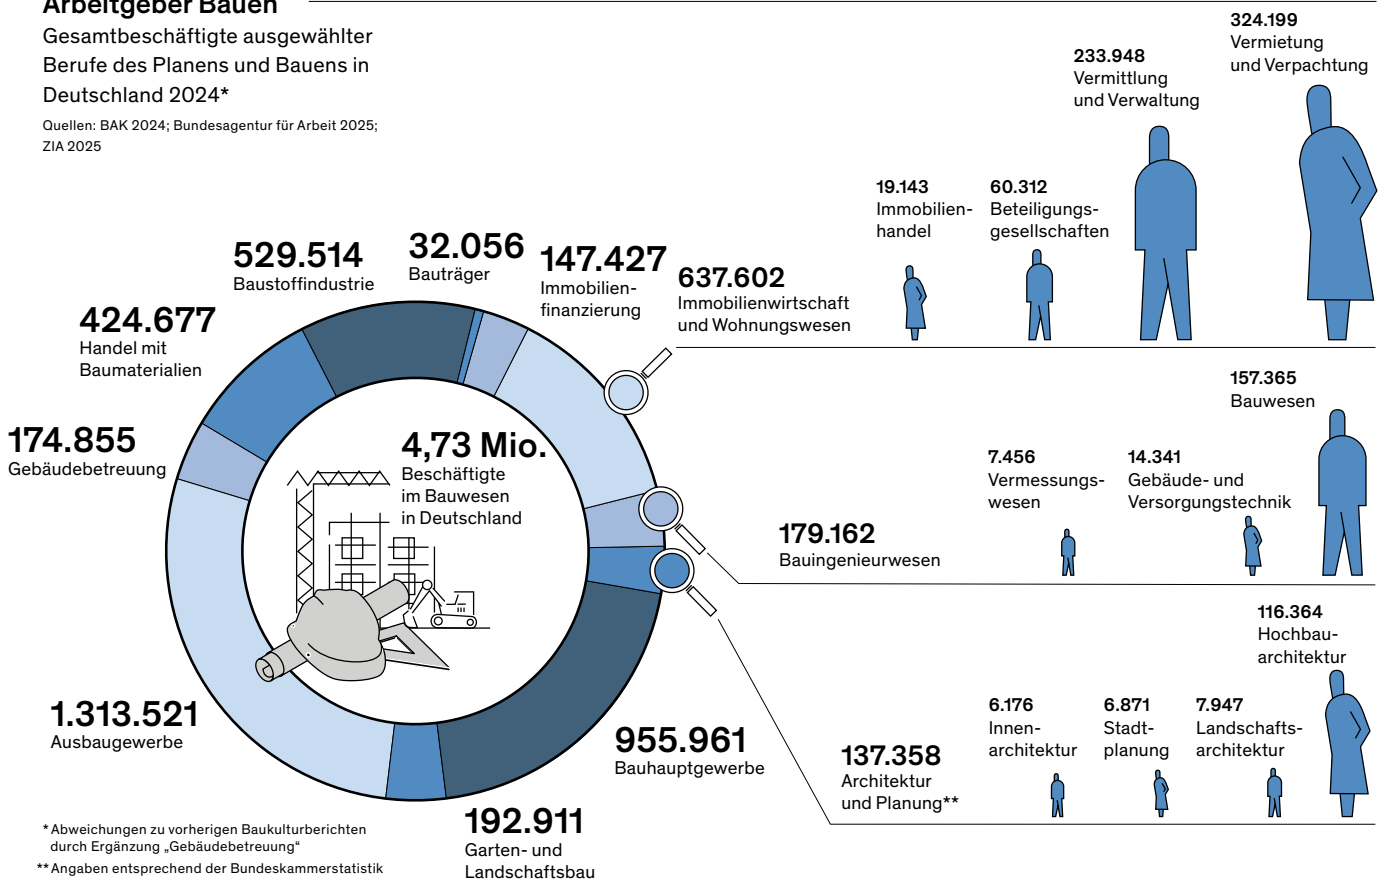 Arbeitgeber Bauen
Gesamtbeschäftigte ausgewählter
Berufe des Planens und Bauens in
Deutschland 2024*
Quellen: BAK 2024; Bundesagentur für Arbeit 2025;
ZIA 2025
324.199
Vermietung
und Verpachtung
233.948
Vermittlung
und Verwaltung
19.143
Immobilien-
handel
60.312
Beteiligungs-
gesellschaften
529.514
Baustoffindustrie
32.056
Bauträger
147.427
Immobilien-
finanzierung
637.602
Immobilienwirtschaft
und Wohnungswesen
424.677
Handel mit
Baumaterialien
174.855
Gebäudebetreuung
4,73 Mio.
Beschäftigte
im Bauwesen
in Deutschland
157.365
Bauwesen
7.456
Vermessungs-
wesen
14.341
Gebäude- und
Versorgungstechnik
179.162
Bauingenieurwesen
116.364
Hochbau-
architektur
6.176
Innen-
architektur
6.871
Stadt-
planung
7.947
Landschafts-
architektur
137.358
Architektur
und Planung**
1.313.521
Ausbaugewerbe
955.961
Bauhauptgewerbe
192.911
Garten- und
Landschaftsbau
* Abweichungen zu vorherigen Baukulturberichten
durch Ergänzung „Gebäudebetreuung“
** Angaben entsprechend der Bundeskammerstatistik